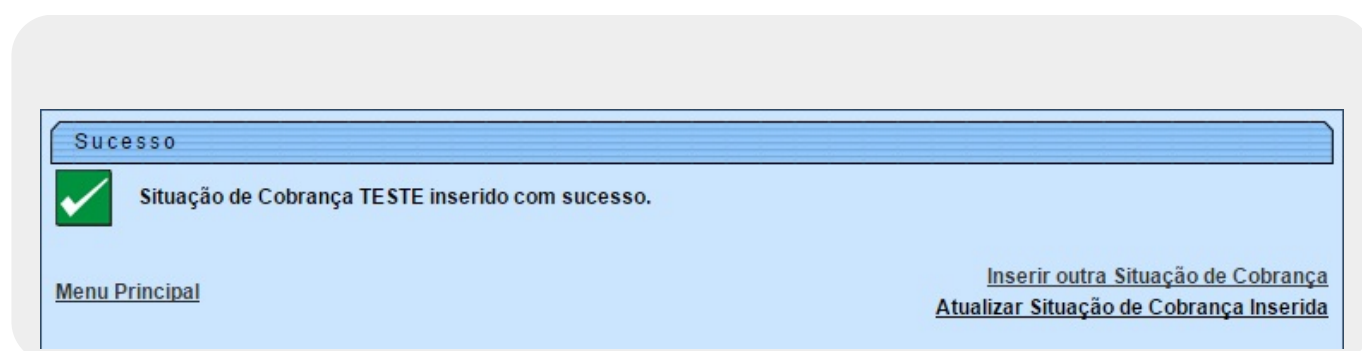 Sucesso
Situação de Cobrança TESTE inserido com sucesso.
Inserir outra Situação de Cobrança
Menu Principal
Atualizar Situação de Cobrança Inserida